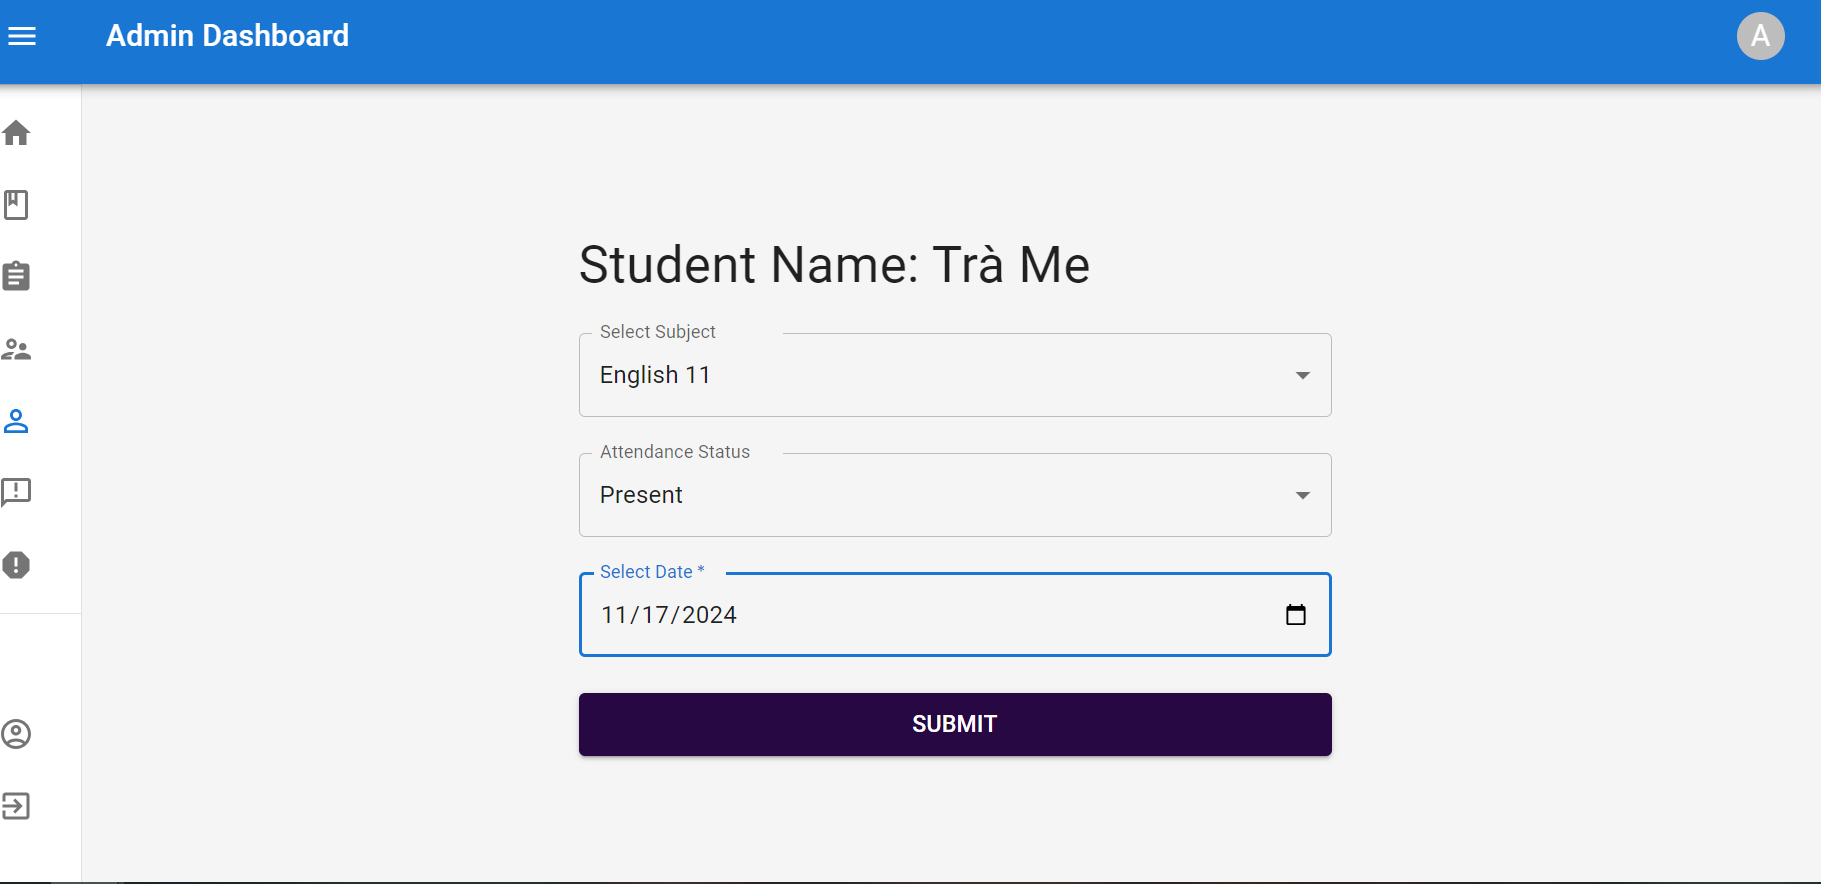 Admin Dashboard
A
Student Name: Trà Me
Select Subject
English 11
Attendance Status
Present
Select Date *
11/17/2024
SUBMIT